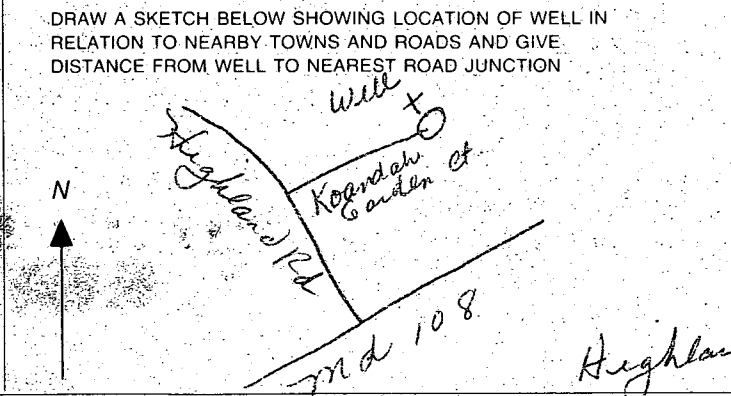 DRAW A SKETCH BELOW SHOWING LOCATION OF WELL IN
RELATION TO NEARBY TOWNS AND ROADS AND GIVE
DISTANCE FROM WELL TO NEAREST ROAD JUNCTION
Well
X
Highland Rd
Koandah
Garden Ct.
N
Md 108
Highlan